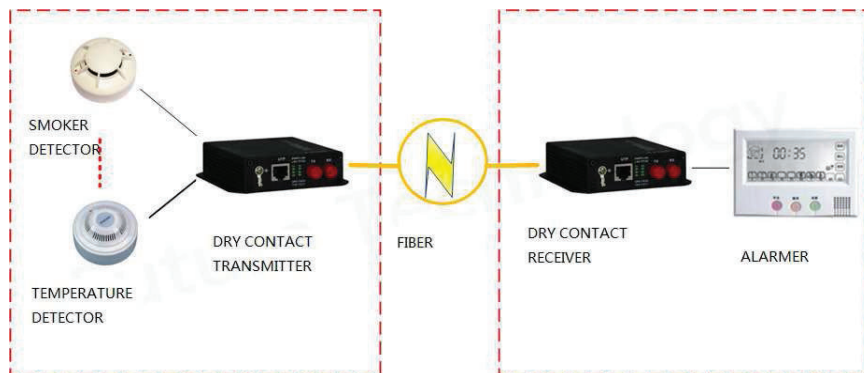 SMOKER
DETECTOR
TEMPERATURE
DETECTOR
DRY CONTACT
TRANSMITTER
FIBER
DRY CONTACT
RECEIVER
00:35
ALARMER